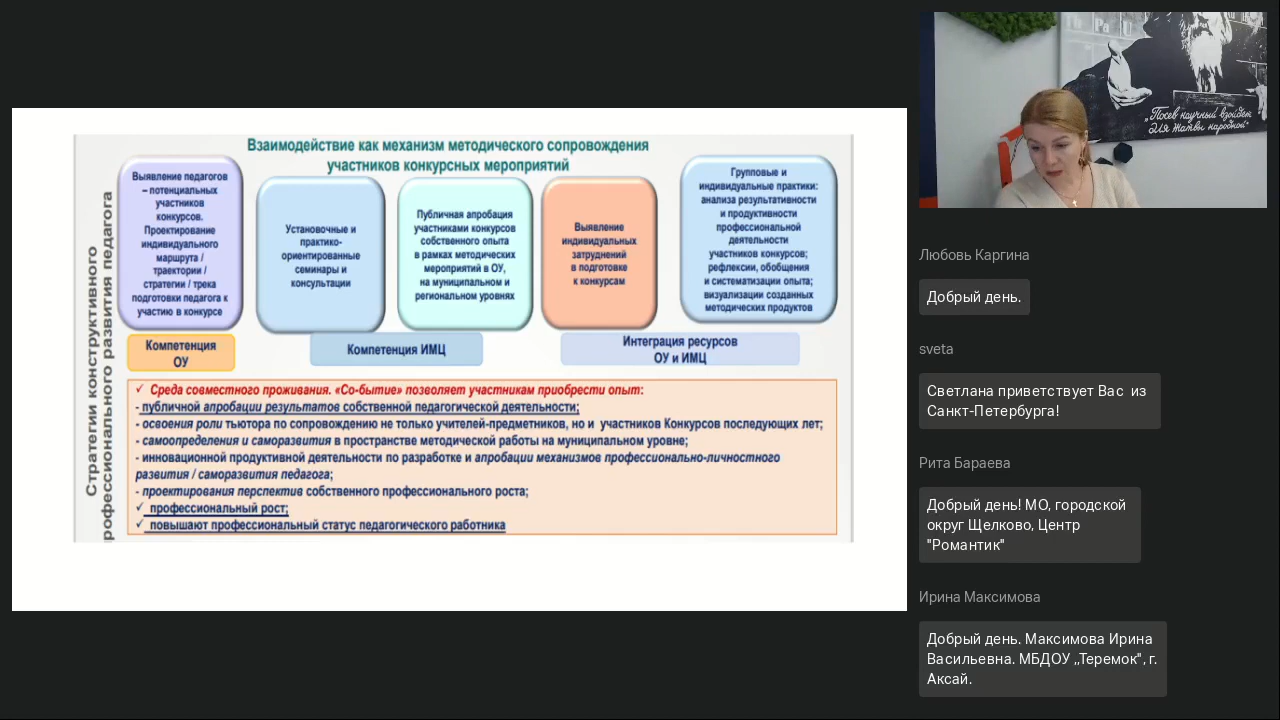 Взаимодействие как механизм методического сопровождения
участников конкурсных мероприятий
Стратегии конструктивного
рофессионального развития педагога
Выявление педагогов
– потенциальных
участников
конкурсов.
Проектирование
индивидуального
маршрута /
траектории /
стратегии / трека
подготовки педагога к
участию в конкурсе
Установочные и
практико-
ориентированные
семинары и
консультации
Публичная апробация
участниками конкурсов
собственного опыта
в рамках методических
мероприятий в ОУ,
на муниципальном и
региональном уровнях
Выявление
индивидуальных
затруднений
в подготовке
к конкурсам
Групповые и
индивидуальные практики:
анализа результативности
и продуктивности
профессиональной
деятельности
участников конкурсов;
рефлексии, обобщения
и систематизации опыта;
визуализации созданных
методических продуктов
Компетенция
ОУ
Компетенция ИМЦ
Интеграция ресурсов
ОУ и ИМЦ
✓ Среда совместного проживания. «Со-бытие» позволяет участникам приобрести опыт:
- публичной апробации результатов собственной педагогической деятельности;
- освоения роли тьютора по сопровождению не только учителей-предметников, но и участников Конкурсов последующих лет;
- самоопределения и саморазвития в пространстве методической работы на муниципальном уровне;
- инновационной продуктивной деятельности по разработке и апробации механизмов профессионально-личностного
развития / саморазвития педагога;
- проектирования перспектив собственного профессионального роста;
✓ профессиональный рост;
✓ повышают профессиональный статус педагогического работника
„Посев научный взойдет
для жатвы народной"
Любовь Каргина
Добрый день.
sveta
Светлана приветствует Вас из
Санкт-Петербурга!
Рита Бараева
Добрый день! МО, городской
округ Щелково, Центр
"Романтик"
Ирина Максимова
Добрый день. Максимова Ирина
Васильевна. МБДОУ ,,Теремок", г.
Аксай.